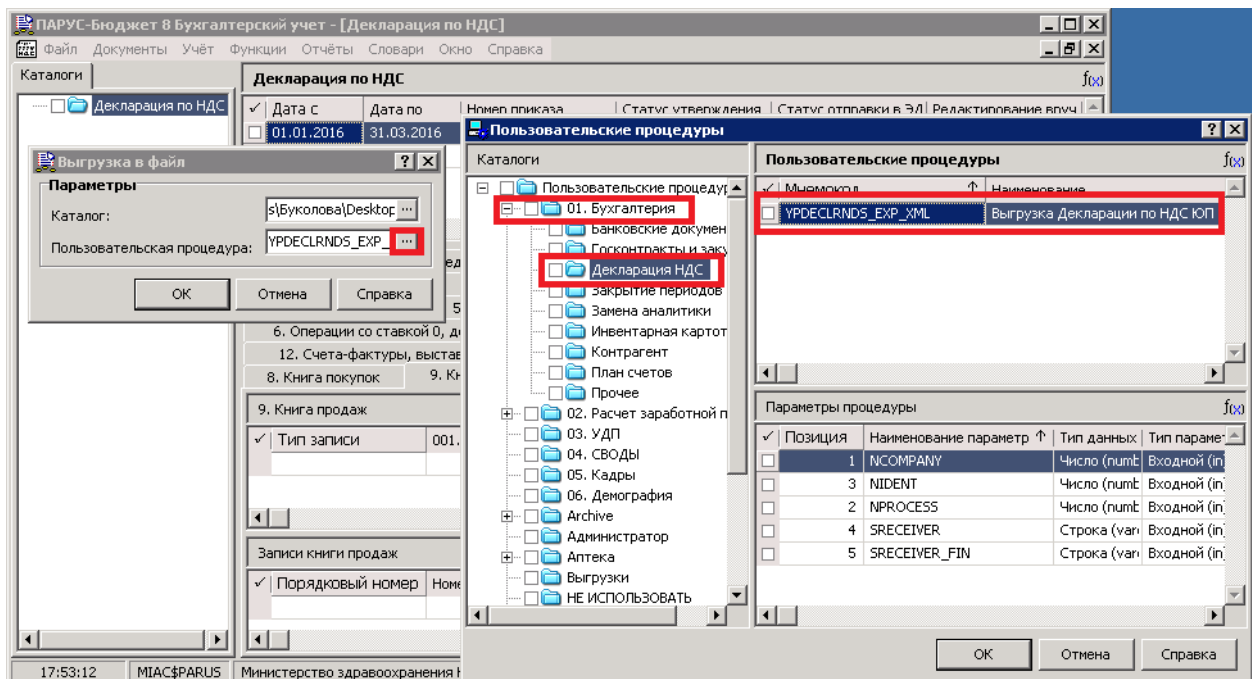 ПАРУС-Бюджет 8 Бухгалтерский учет - [Декларация по НДС]
Файл Документы Учёт Функции Отчёты Словари Окно Справка
Каталоги
Декларация по НДС
Декларация по НДС
f(x)
Дата с Дата по Номер приказа Статус утверждения Статус отправки в ЭД Редактирование вруч
01.01.2016 31.03.2016
Выгрузка в файл
Параметры
Каталог: s\Буколова\Desktop ...
Пользовательская процедура: YPDECLRNDS_EXP_ ...
ОК Отмена Справка
6. Операции со ставкой 0, д
12. Счета-фактуры, выстав
8. Книга покупок 9. Кн
9. Книга продаж
Тип записи 001.
Записи книги продаж
Порядковый номер Номе
17:53:12 MIAC$PARUS Министерство здравоохранения Н
Пользовательские процедуры
Каталоги
Пользовательские процедур
01. Бухгалтерия
Банковские докумен
Госконтракты и заку
Декларация НДС
Закрытие периодов
Замена аналитики
Инвентарная картот
Контрагент
План счетов
Прочее
02. Расчет заработной п
03. УДП
04. СВОДЫ
05. Кадры
06. Демография
Archive
Администратор
Аптека
Выгрузки
НЕ ИСПОЛЬЗОВАТЬ
Пользовательские процедуры
f(x)
Мнемокод Наименование
YPDECLRNDS_EXP_XML Выгрузка Декларации по НДС ЮП
Параметры процедуры
f(x)
Позиция Наименование параметр Тип данных Тип параме
1 NCOMPANY Число (numb Входной (in)
3 NIDENT Число (numb Входной (in)
2 NPROCESS Число (numb Входной (in)
4 SRECEIVER Строка (varc Входной (in)
5 SRECEIVER_FIN Строка (varc Входной (in)
ОК Отмена Справка